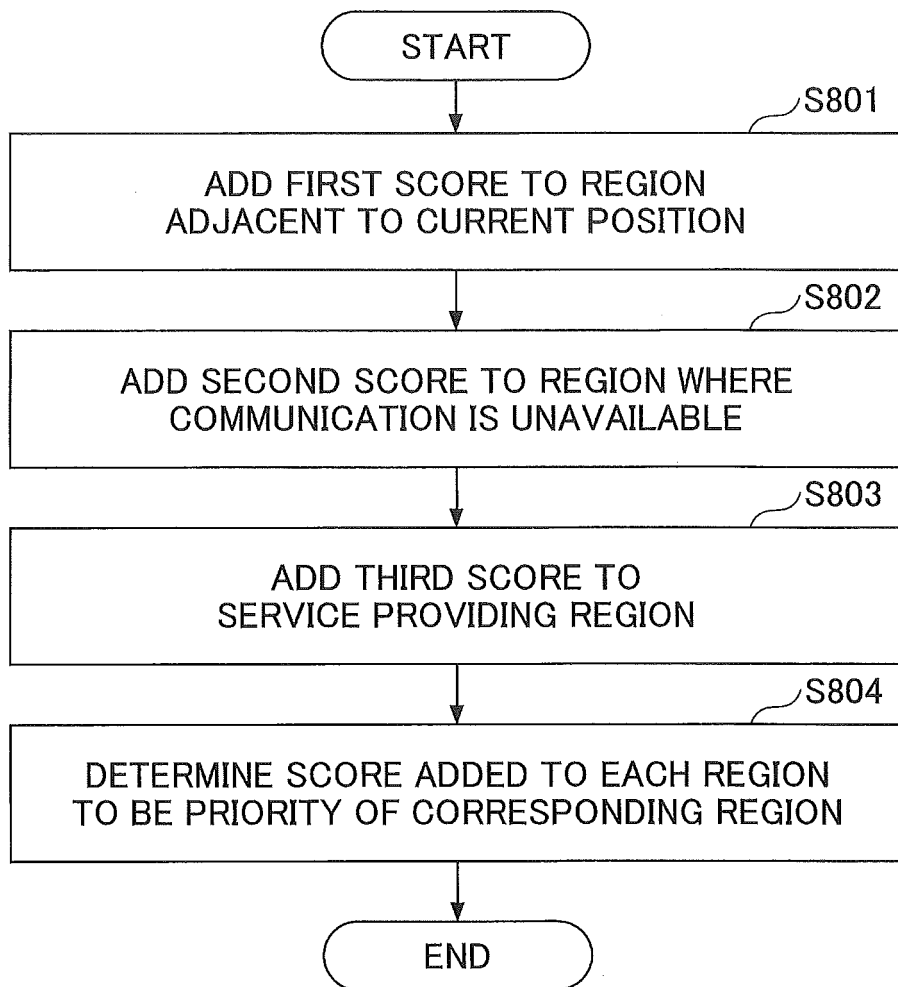 START
S801
ADD FIRST SCORE TO REGION
ADJACENT TO CURRENT POSITION
S802
ADD SECOND SCORE TO REGION WHERE
COMMUNICATION IS UNAVAILABLE
S803
ADD THIRD SCORE TO
SERVICE PROVIDING REGION
S804
DETERMINE SCORE ADDED TO EACH REGION
TO BE PRIORITY OF CORRESPONDING REGION
END